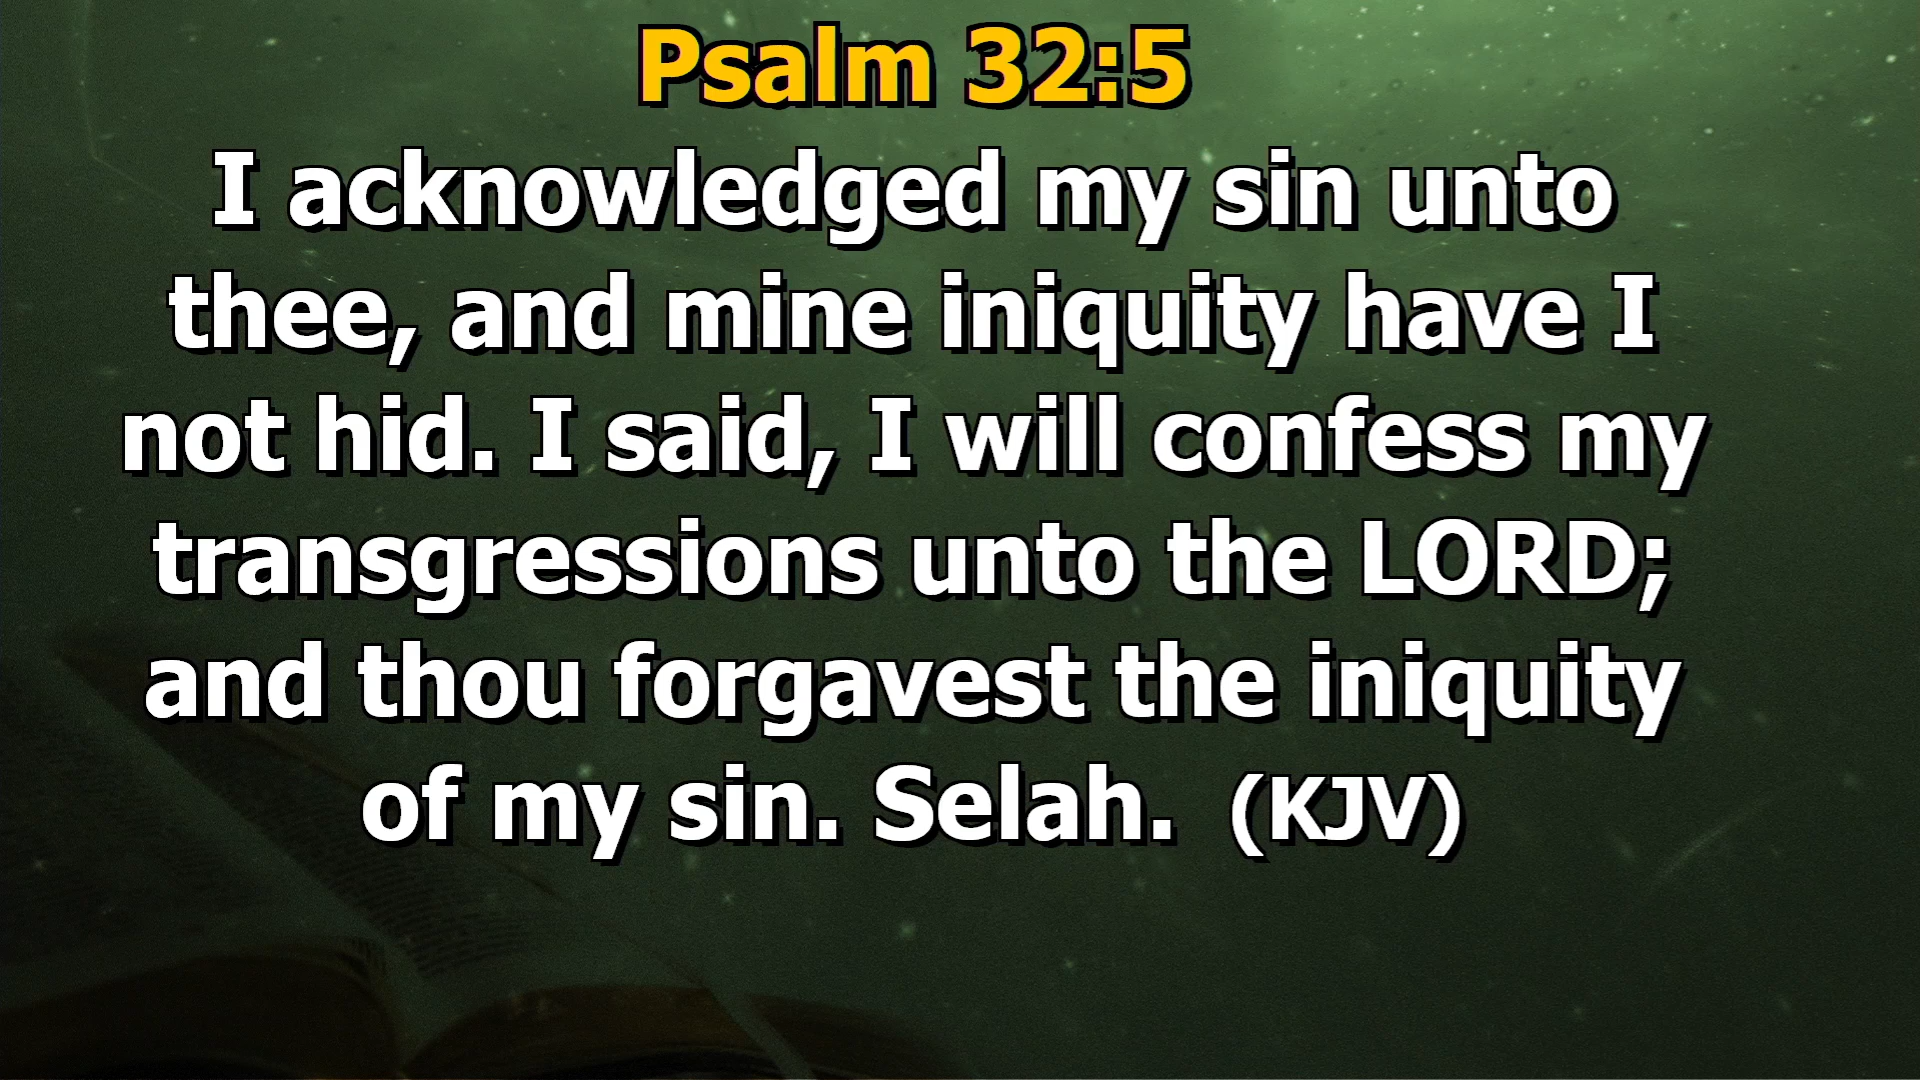 Psalm 32:5
I acknowledged my sin unto
thee, and mine iniquity have I
not hid. I said, I will confess my
transgressions unto the LORD;
and thou forgavest the iniquity
of my sin. Selah.  (KJV)